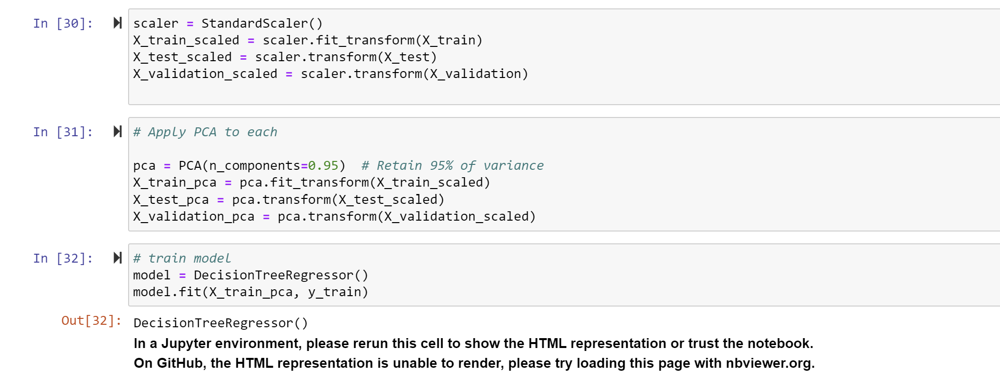 In [30]:
scaler = StandardScaler()
X_train_scaled = scaler.fit_transform(X_train)
X_test_scaled = scaler.transform(X_test)
X_validation_scaled = scaler.transform(X_validation)
In [31]:
# Apply PCA to each
pca = PCA(n_components=0.95)  # Retain 95% of variance
X_train_pca = pca.fit_transform(X_train_scaled)
X_test_pca = pca.transform(X_test_scaled)
X_validation_pca = pca.transform(X_validation_scaled)
In [32]:
# train model
model = DecisionTreeRegressor()
model.fit(X_train_pca, y_train)
Out[32]:
DecisionTreeRegressor()
In a Jupyter environment, please rerun this cell to show the HTML representation or trust the notebook.
On GitHub, the HTML representation is unable to render, please try loading this page with nbviewer.org.